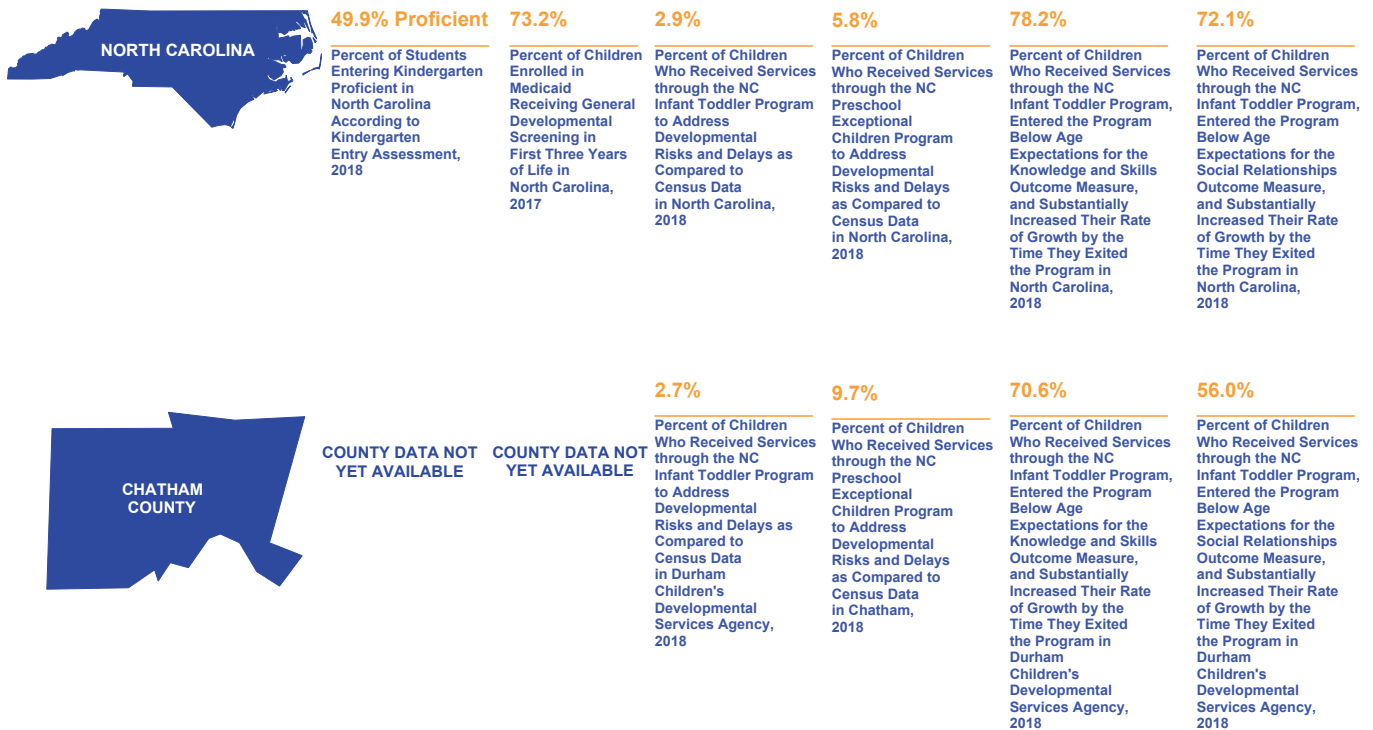 NORTH CAROLINA
49.9% Proficient
Percent of Students
Entering Kindergarten
Proficient in
North Carolina
According to
Kindergarten
Entry Assessment,
2018
73.2%
Percent of Children
Enrolled in
Medicaid
Receiving General
Developmental
Screening in
First Three Years
of Life in
North Carolina,
2017
2.9%
Percent of Children
Who Received Services
through the NC
Infant Toddler Program
to Address
Developmental
Risks and Delays as
Compared to
Census Data
in North Carolina,
2018
5.8%
Percent of Children
Who Received Services
through the NC
Preschool
Exceptional
Children Program
to Address
Developmental
Risks and Delays
as Compared to
Census Data
in North Carolina,
2018
78.2%
Percent of Children
Who Received Services
through the NC
Infant Toddler Program,
Entered the Program
Below Age
Expectations for the
Knowledge and Skills
Outcome Measure,
and Substantially
Increased Their Rate
of Growth by the
Time They Exited
the Program in
North Carolina,
2018
72.1%
Percent of Children
Who Received Services
through the NC
Infant Toddler Program,
Entered the Program
Below Age
Expectations for the
Social Relationships
Outcome Measure,
and Substantially
Increased Their Rate
of Growth by the
Time They Exited
the Program in
North Carolina,
2018
CHATHAM
COUNTY
COUNTY DATA NOT
YET AVAILABLE
COUNTY DATA NOT
YET AVAILABLE
2.7%
Percent of Children
Who Received Services
through the NC
Infant Toddler Program
to Address
Developmental
Risks and Delays as
Compared to
Census Data
in Durham
Children's
Developmental
Services Agency,
2018
9.7%
Percent of Children
Who Received Services
through the NC
Preschool
Exceptional
Children Program
to Address
Developmental
Risks and Delays
as Compared to
Census Data
in Chatham,
2018
70.6%
Percent of Children
Who Received Services
through the NC
Infant Toddler Program,
Entered the Program
Below Age
Expectations for the
Knowledge and Skills
Outcome Measure,
and Substantially
Increased Their Rate
of Growth by the
Time They Exited
the Program in
Durham
Children's
Developmental
Services Agency,
2018
56.0%
Percent of Children
Who Received Services
through the NC
Infant Toddler Program,
Entered the Program
Below Age
Expectations for the
Social Relationships
Outcome Measure,
and Substantially
Increased Their Rate
of Growth by the
Time They Exited
the Program in
Durham
Children's
Developmental
Services Agency,
2018